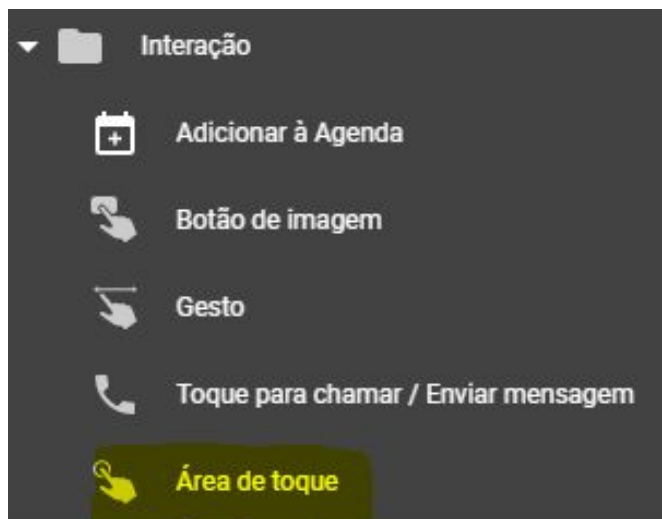 Interação
Adicionar à Agenda
Botão de imagem
Gesto
Toque para chamar / Enviar mensagem
Área de toque